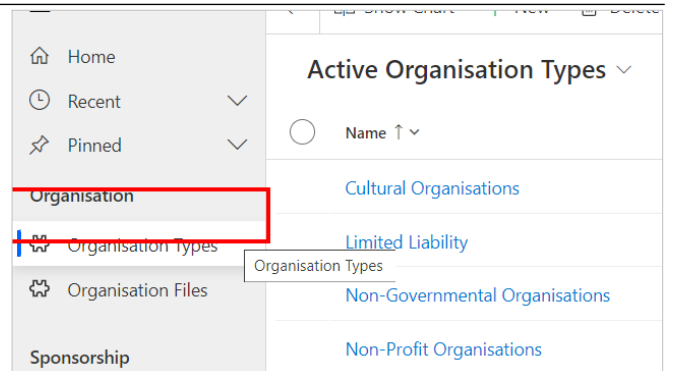 Show Chart New Delete
Home
Active Organisation Types
Recent
Name ↑
Pinned
Organisation
Cultural Organisations
Organisation Types
Limited Liability
Organisation Types
Organisation Files
Non-Governmental Organisations
Sponsorship
Non-Profit Organisations